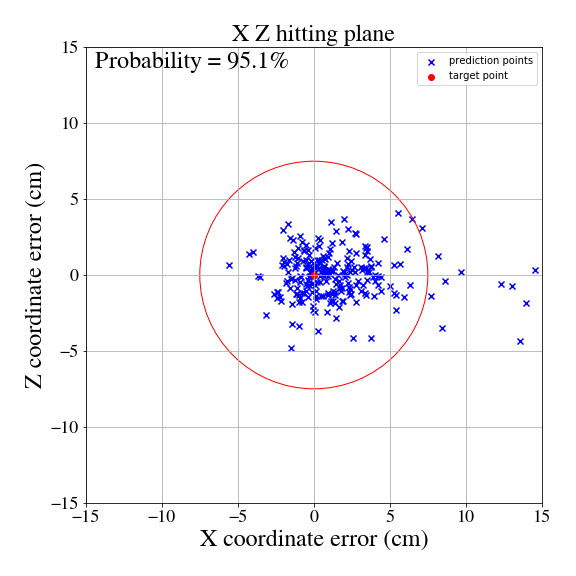 X Z hitting plane
Probability = 95.1%
prediction points
target point
15
10
5
0
−5
−10
−15
Z coordinate error (cm)
−15
−10
−5
0
5
10
15
X coordinate error (cm)